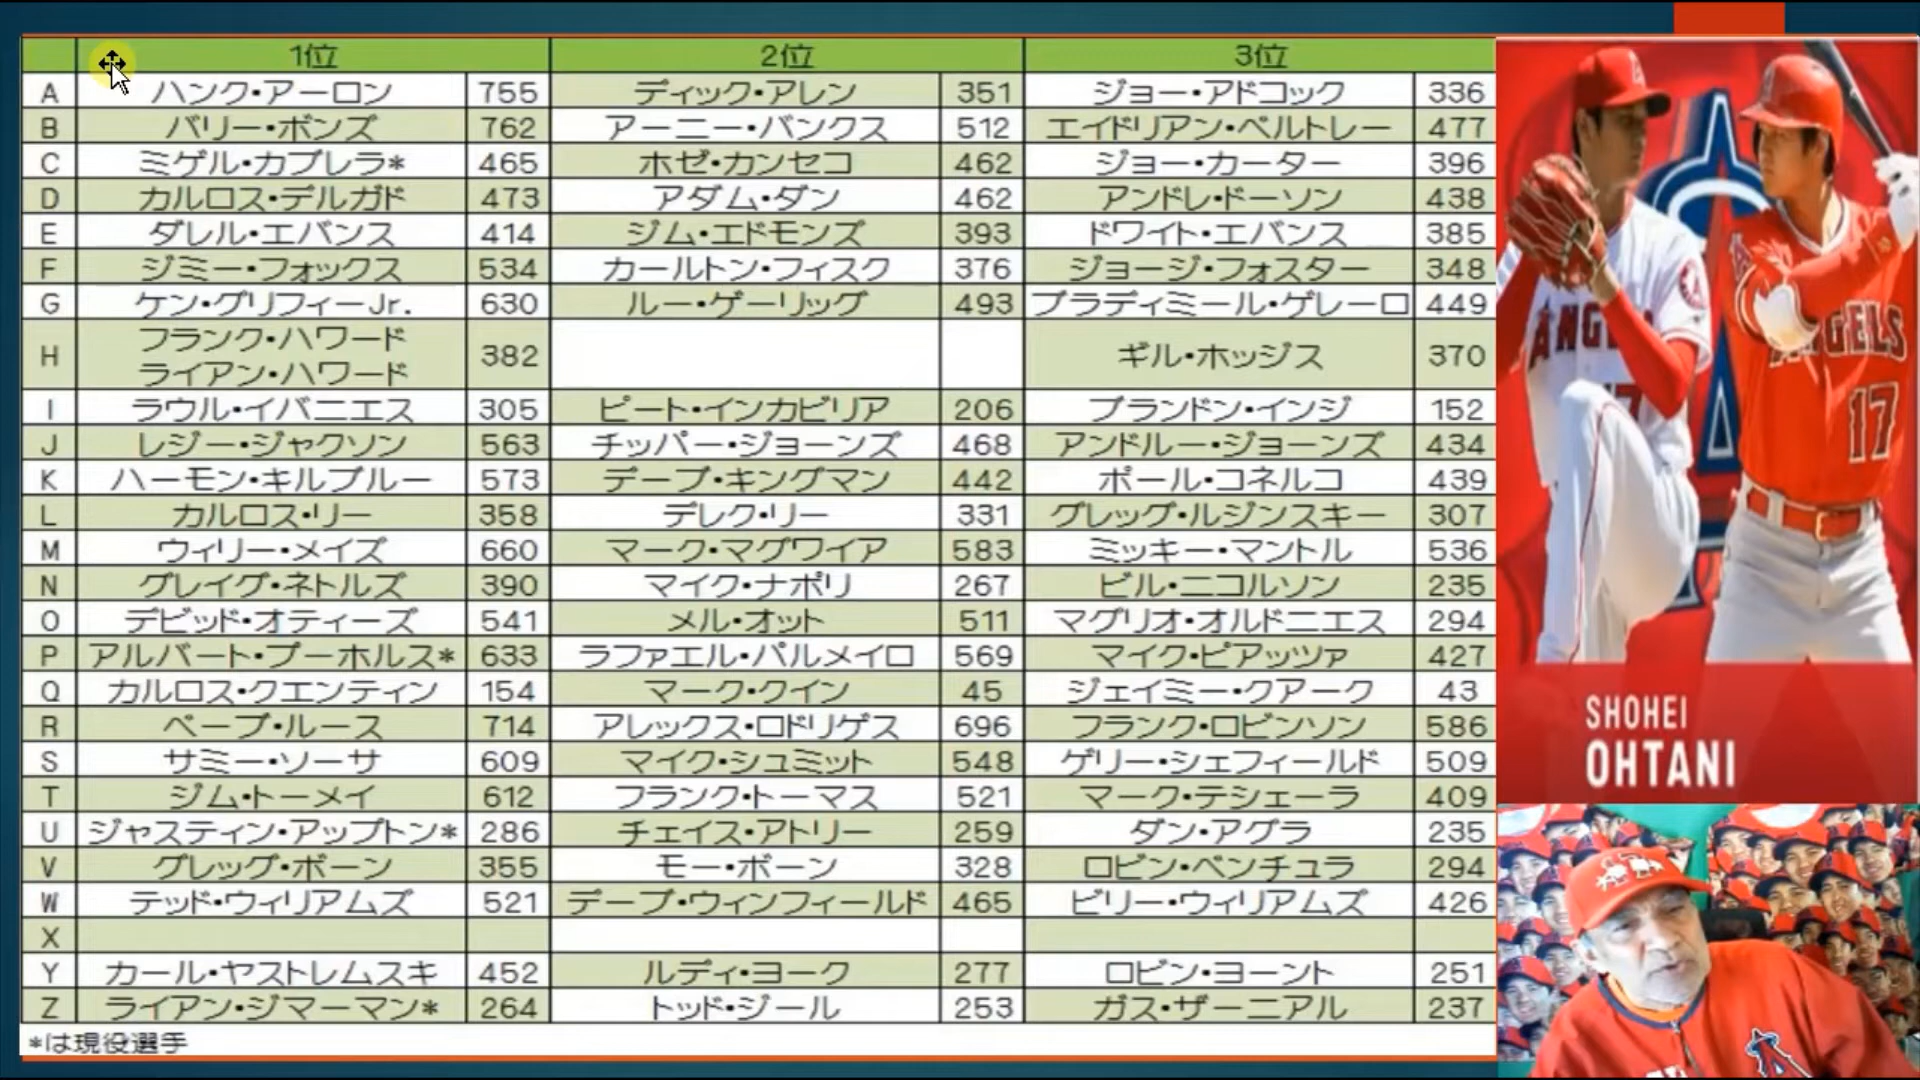 1位 2位 3位
A ハンク・アーロン 755 ディック・アレン 351 ジョー・アドコック 336
B バリー・ボンズ 762 アーニー・バンクス 512 エイドリアン・ベルトレー 477
C ミゲル・カブレラ* 465 ホゼ・カンセコ 462 ジョー・カーター 396
D カルロス・デルガド 473 アダム・ダン 462 アンドレ・ドーソン 438
E ダレル・エバンス 414 ジム・エドモンズ 393 ドワイト・エバンス 385
F ジミー・フォックス 534 カールトン・フィスク 376 ジョージ・フォスター 348
G ケン・グリフィーJr. 630 ルー・ゲーリッグ 493 ブラディミール・ゲレーロ 449
H フランク・ハワード
ライアン・ハワード 382 ギル・ホッジス 370
I ラウル・イバニエス 305 ピート・インカビリア 206 ブランドン・インジ 152
J レジー・ジャクソン 563 チッパー・ジョーンズ 468 アンドルー・ジョーンズ 434
K ハーモン・キルブルー 573 デーブ・キングマン 442 ポール・コネルコ 439
L カルロス・リー 358 デレク・リー 331 グレッグ・ルジンスキー 307
M ウィリー・メイズ 660 マーク・マグワイア 583 ミッキー・マントル 536
N グレイグ・ネトルズ 390 マイク・ナポリ 267 ビル・ニコルソン 235
O デビッド・オティーズ 541 メル・オット 511 マグリオ・オルドニエス 294
P アルバート・プーホルス* 633 ラファエル・パルメイロ 569 マイク・ピアッツァ 427
Q カルロス・クエンティン 154 マーク・クイン 45 ジェイミー・クアーク 43
R ベーブ・ルース 714 アレックス・ロドリゲス 696 フランク・ロビンソン 586
S サミー・ソーサ 609 マイク・シュミット 548 ゲリー・シェフィールド 509
T ジム・トーメイ 612 フランク・トーマス 521 マーク・テシェーラ 409
U ジャスティン・アップトン* 286 チェイス・アトリー 259 ダン・アグラ 235
V グレッグ・ボーン 355 モー・ボーン 328 ロビン・ベンチュラ 294
W テッド・ウィリアムズ 521 デーブ・ウィンフィールド 465 ビリー・ウィリアムズ 426
X
Y カール・ヤストレムスキ 452 ルディ・ヨーク 277 ロビン・ヨーント 251
Z ライアン・ジマーマン* 264 トッド・ジール 253 ガス・ザーニアル 237
*は現役選手
ANGELS
17
SHOHEI
OHTANI